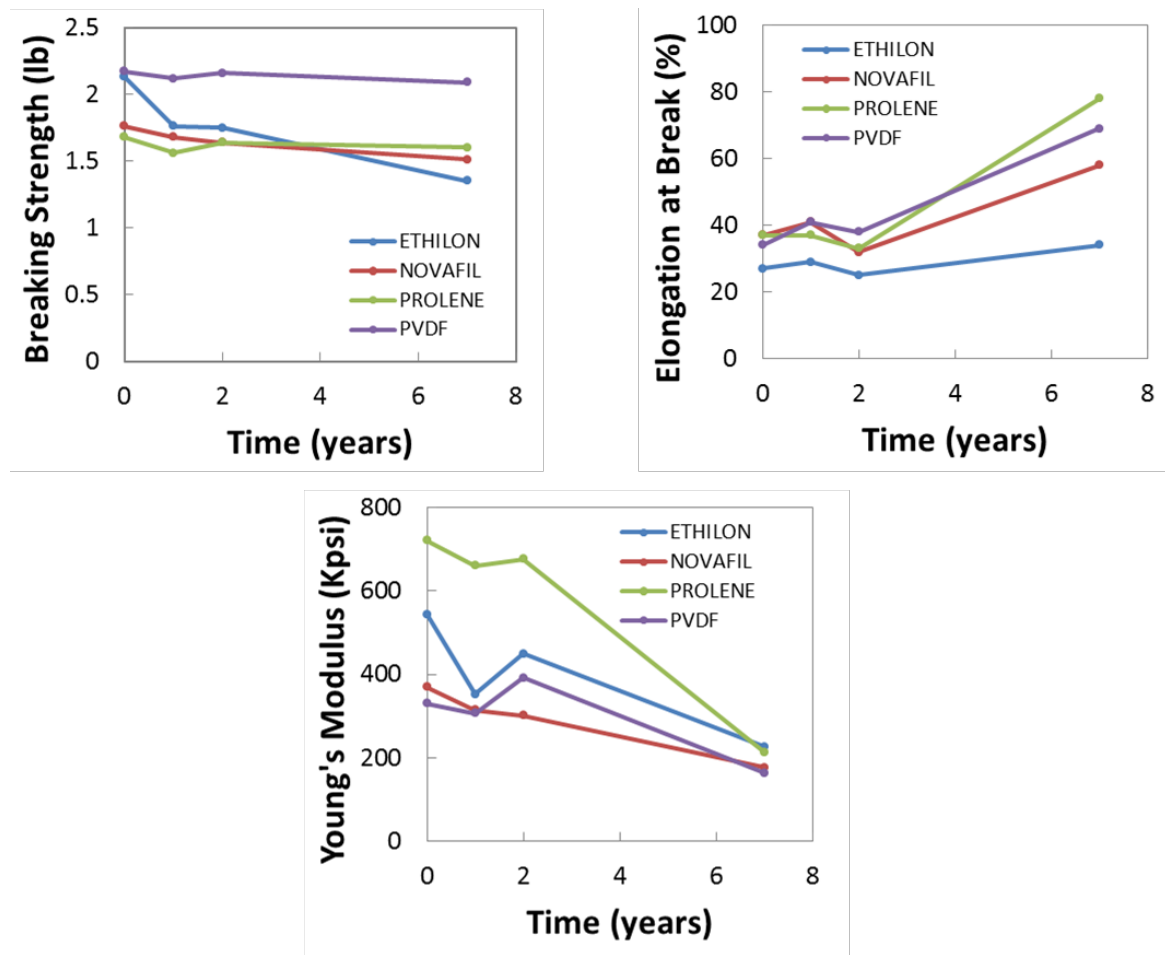 Breaking Strength (lb)
2.5
2
1.5
1
0.5
0
ETHILON
NOVAFIL
PROLENE
PVDF
0 2 4 6 8
Time (years)
Elongation at Break (%)
100
80
60
40
20
0
ETHILON
NOVAFIL
PROLENE
PVDF
0 2 4 6 8
Time (years)
Young's Modulus (Kpsi)
800
600
400
200
0
ETHILON
NOVAFIL
PROLENE
PVDF
0 2 4 6 8
Time (years)